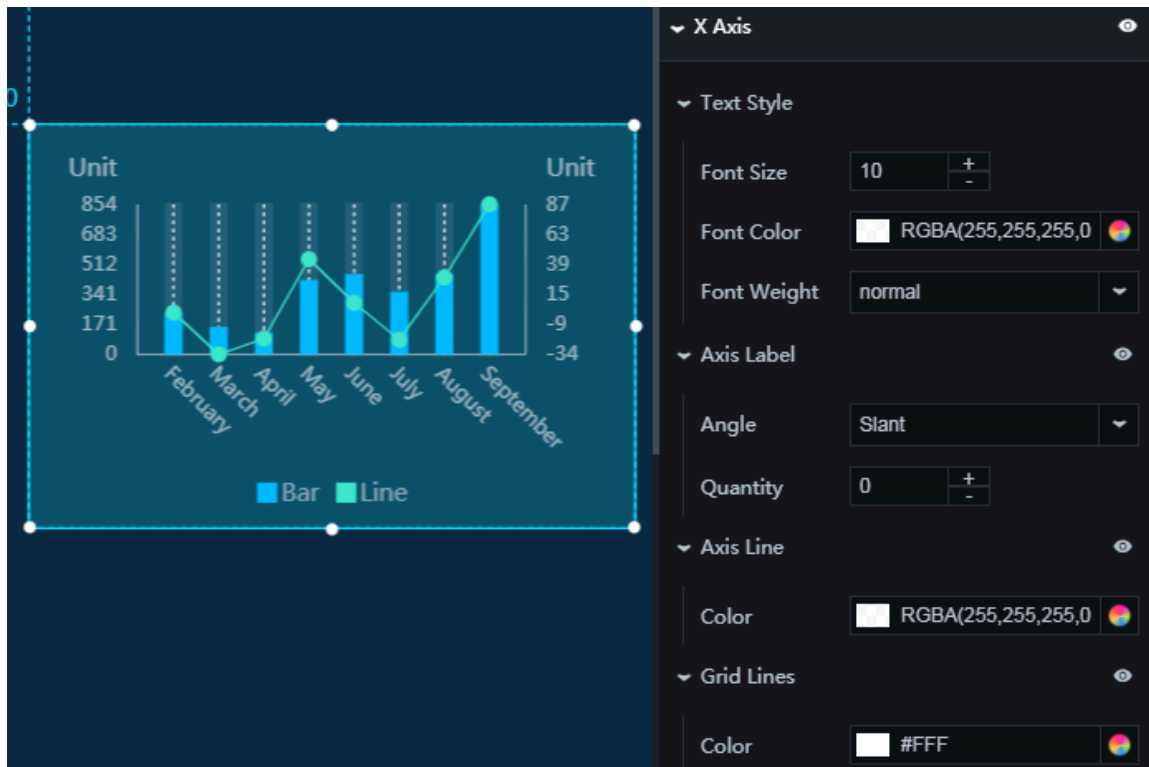 0
Unit
Unit
854
683
512
341
171
0
87
63
39
15
-9
-34
February
March
April
May
June
July
August
September
Bar
Line
X Axis
Text Style
Font Size
10
+
-
Font Color
RGBA(255,255,255,0
Font Weight
normal
Axis Label
Angle
Slant
Quantity
0
+
-
Axis Line
Color
RGBA(255,255,255,0
Grid Lines
Color
#FFF